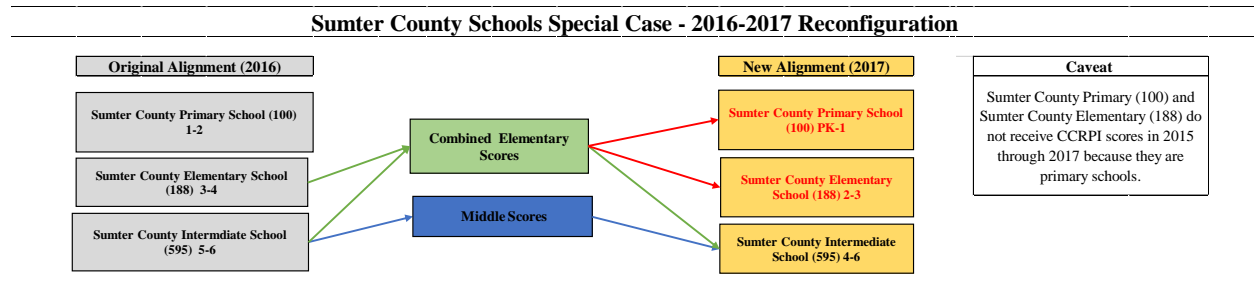 Sumter County Schools Special Case - 2016-2017 Reconfiguration
Original Alignment (2016)
Sumter County Primary School (100)
1-2
Sumter County Elementary School
(188) 3-4
Sumter County Intermdiate School
(595) 5-6
Combined Elementary
Scores
Middle Scores
New Alignment (2017)
Sumter County Primary School
(100) PK-1
Sumter County Elementary
School (188) 2-3
Sumter County Intermediate
School (595) 4-6
Caveat
Sumter County Primary (100) and
Sumter County Elementary (188) do
not receive CCRPI scores in 2015
through 2017 because they are
primary schools.